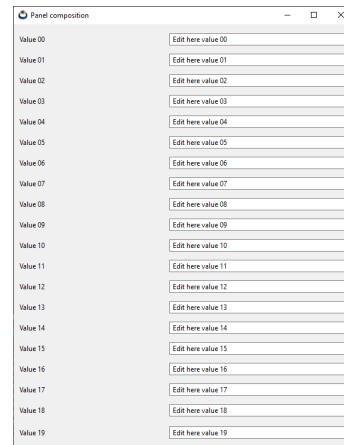 Panel composition
Value 00 Edit here value 00
Value 01 Edit here value 01
Value 02 Edit here value 02
Value 03 Edit here value 03
Value 04 Edit here value 04
Value 05 Edit here value 05
Value 06 Edit here value 06
Value 07 Edit here value 07
Value 08 Edit here value 08
Value 09 Edit here value 09
Value 10 Edit here value 10
Value 11 Edit here value 11
Value 12 Edit here value 12
Value 13 Edit here value 13
Value 14 Edit here value 14
Value 15 Edit here value 15
Value 16 Edit here value 16
Value 17 Edit here value 17
Value 18 Edit here value 18
Value 19 Edit here value 19